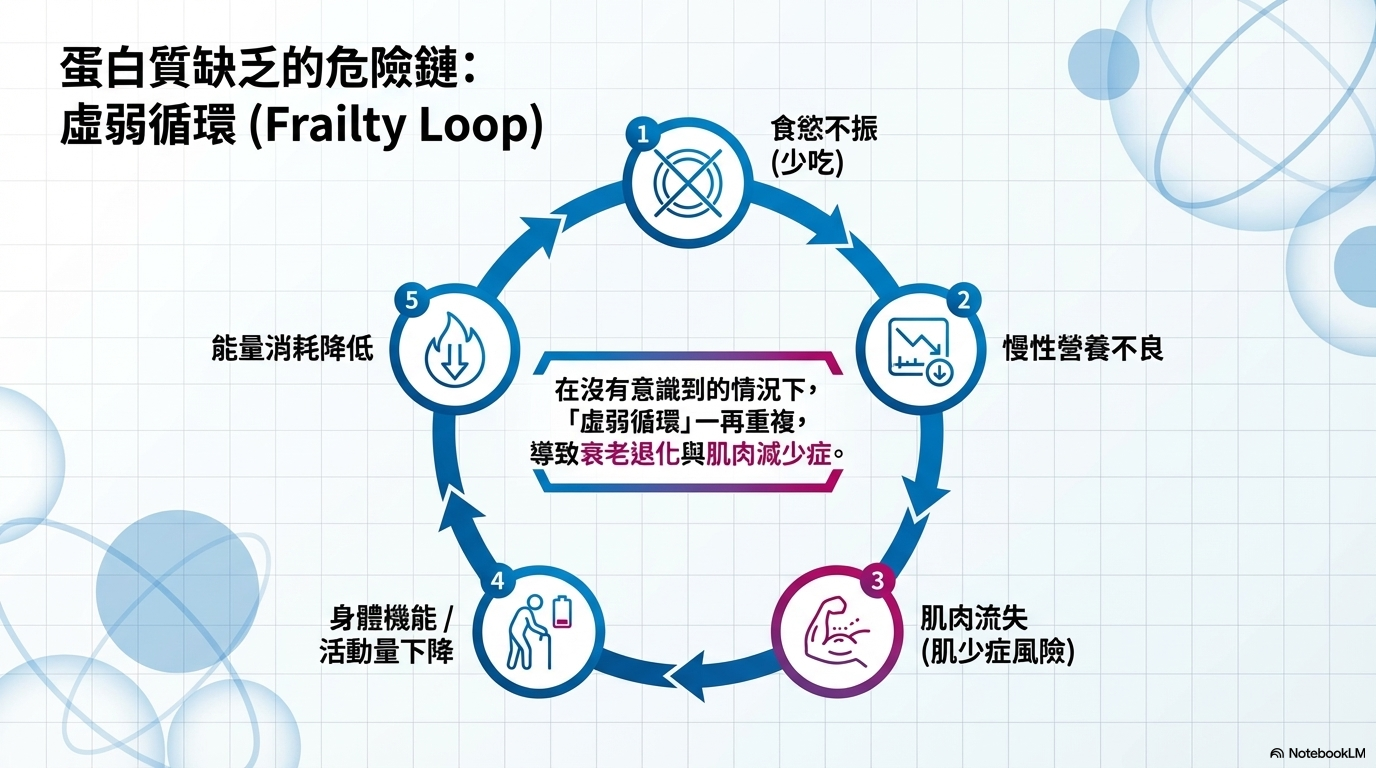 蛋白質缺乏的危險鏈：
虛弱循環 (Frailty Loop)
1
食慾不振
(少吃)
2
慢性營養不良
3
肌肉流失
(肌少症風險)
4
身體機能 /
活動量下降
5
能量消耗降低
在沒有意識到的情況下，
「虛弱循環」一再重複，
導致衰老退化與肌肉減少症。
NotebookLM